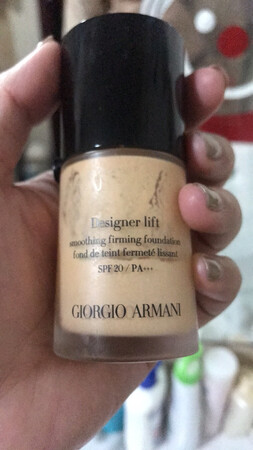 Designer lift
smoothing firming foundation
fond de teint fermeté lissant
SPF 20 / PA+++
GIORGIO ARMANI